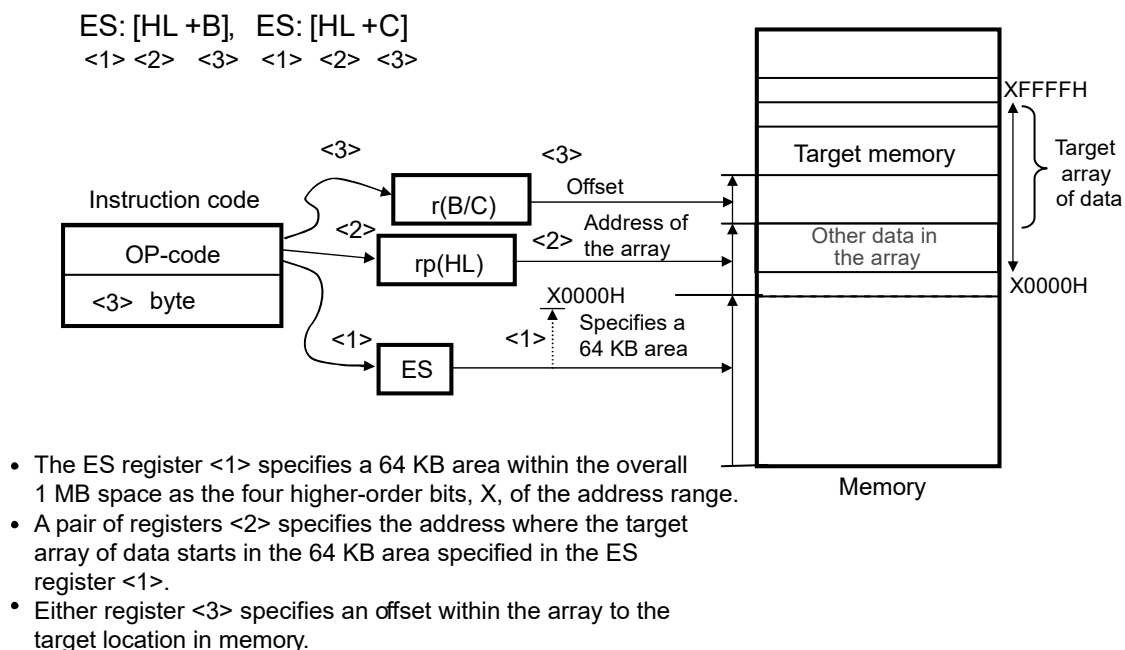 ES: [HL +B],  ES: [HL +C]
<1> <2> <3> <1> <2> <3>
XFFFFH
<3>
<3>
Target memory
Target
array
of data
Instruction code
r(B/C)
Offset
<2>
<2>
Address of
the array
OP-code
rp(HL)
Other data in
the array
<3> byte
X0000H
X0000H
<1>
<1>
Specifies a
64 KB area
ES
Memory
• The ES register <1> specifies a 64 KB area within the overall
1 MB space as the four higher-order bits, X, of the address range.
• A pair of registers <2> specifies the address where the target
array of data starts in the 64 KB area specified in the ES
register <1>.
• Either register <3> specifies an offset within the array to the
target location in memory.